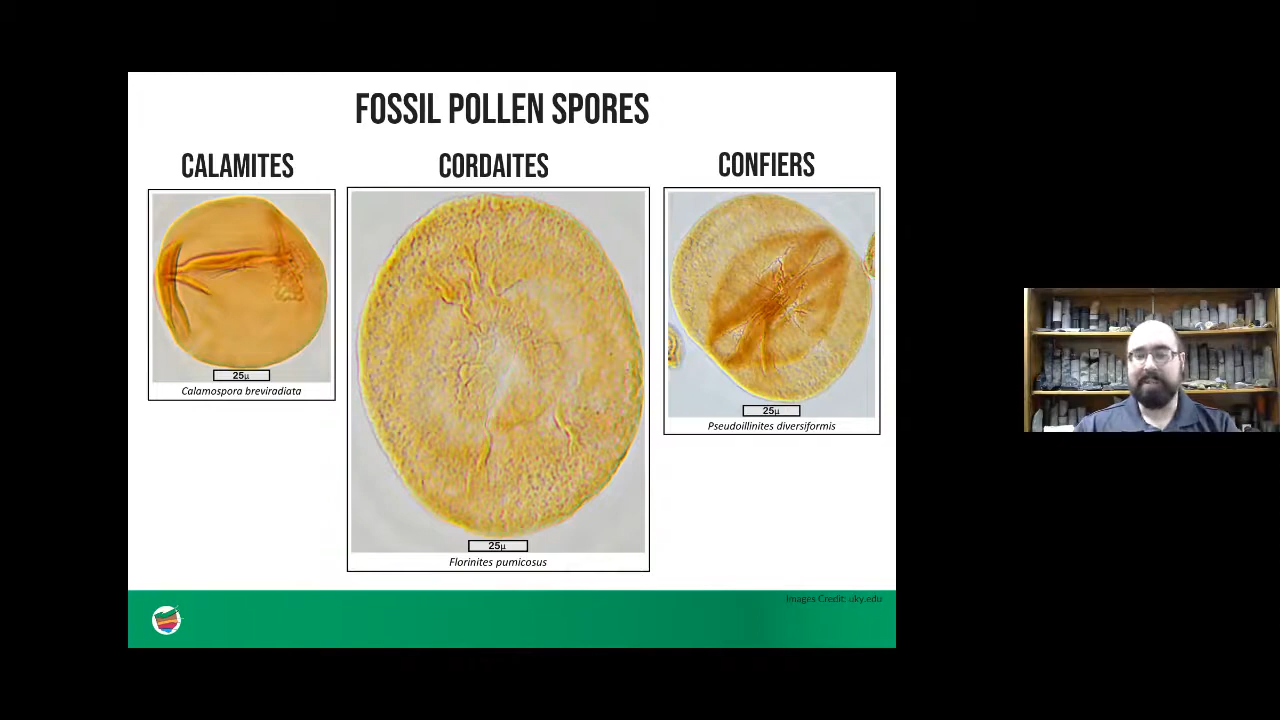 FOSSIL POLLEN SPORES
CALAMITES
CORDAITES
CONFIERS
25μ
Calamospora breviradiata
25μ
Florinites pumicosus
25μ
Pseudoillinites diversiformis
Images Credit: uky.edu